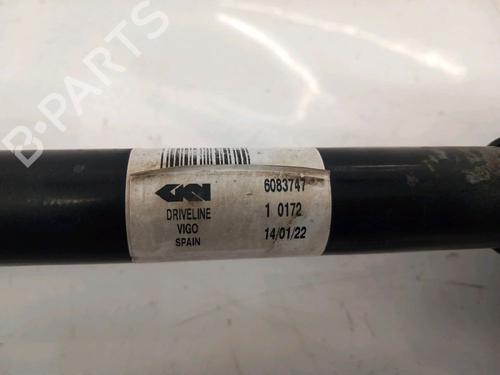 B-PARTS
GKN
DRIVELINE
VIGO
SPAIN
6083747
1 0172
14/01/22